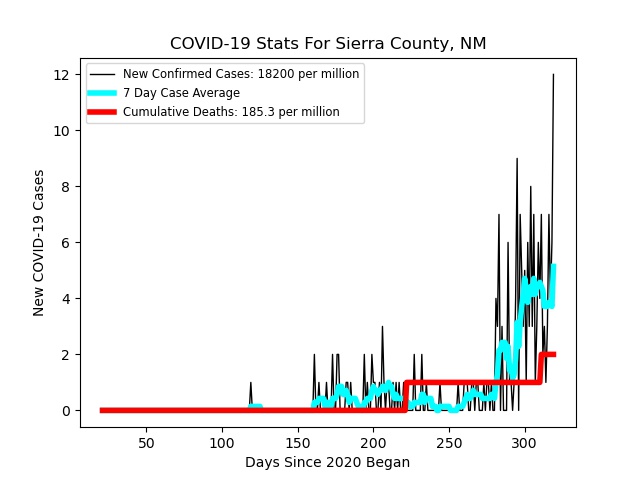 COVID-19 Stats For Sierra County, NM
New Confirmed Cases: 18200 per million
7 Day Case Average
Cumulative Deaths: 185.3 per million
New COVID-19 Cases
12
10
8
6
4
2
0
50 100 150 200 250 300
Days Since 2020 Began